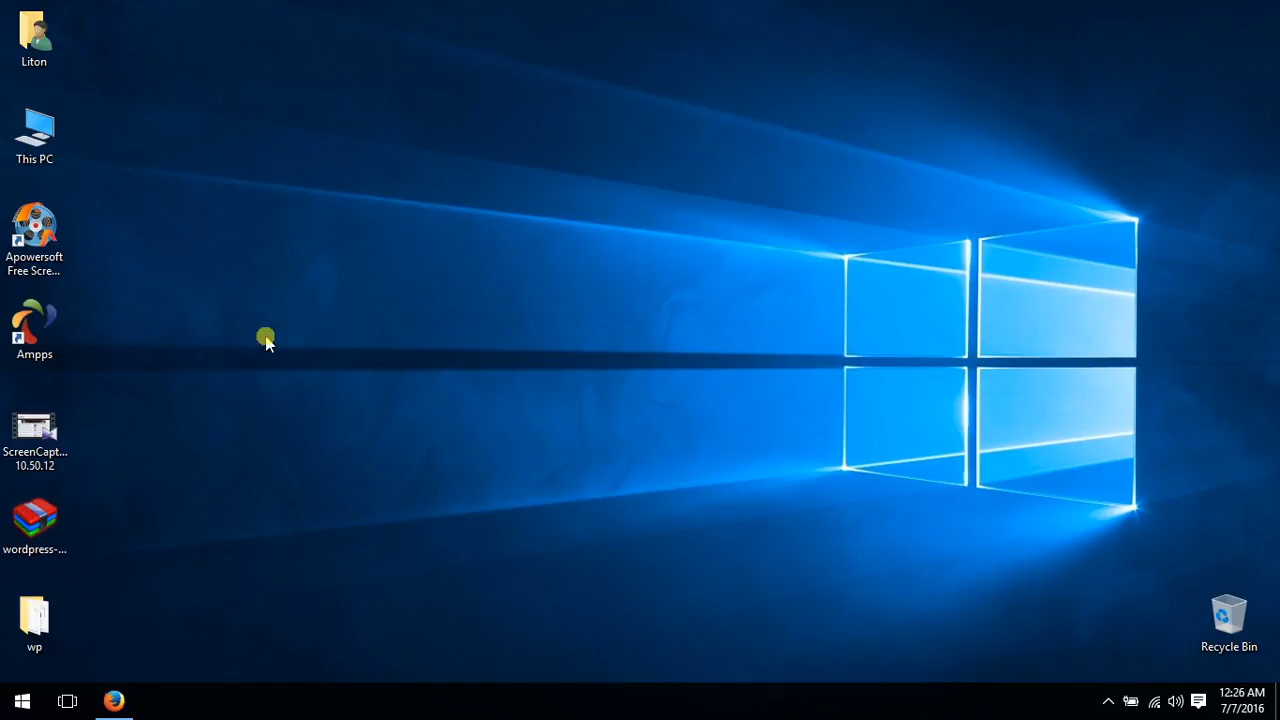 Liton
This PC
Apowersoft
Free Scre...
Ampps
ScreenCapt...
10.50.12
wordpress-...
wp
Recycle Bin
12:26 AM
7/7/2016